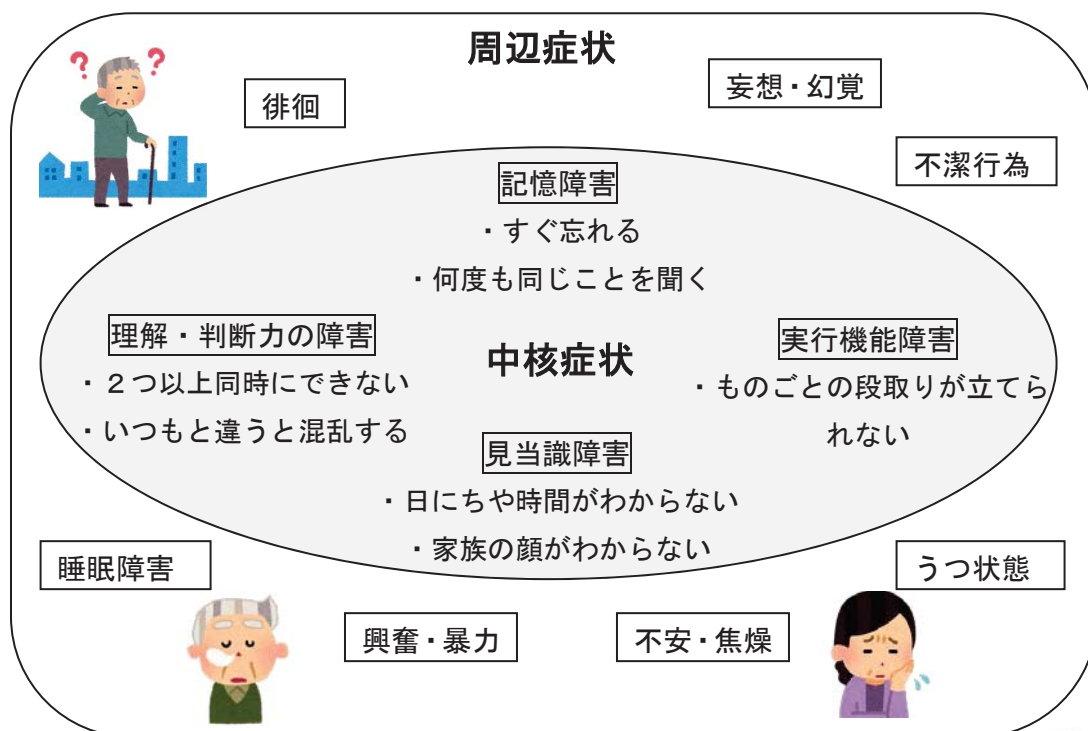 周辺症状
徘徊
妄想・幻覚
不潔行為
記憶障害
・すぐ忘れる
・何度も同じことを聞く
理解・判断力の障害
・２つ以上同時にできない
・いつもと違うと混乱する
中核症状
実行機能障害
・ものごとの段取りが立てら
れない
見当識障害
・日にちや時間がわからない
・家族の顔がわからない
睡眠障害
うつ状態
興奮・暴力
不安・焦燥
? ?